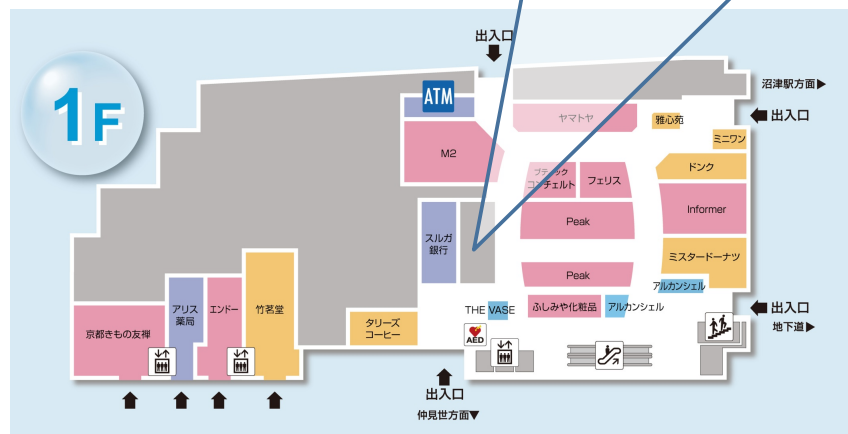 1F
出入口
沼津駅方面▶
ATM
出入口
ヤマトヤ
雅心苑
ミニワン
M2
ブティック
コンチェルト
フェリス
ドンク
Informer
スルガ
銀行
Peak
ミスタードーナツ
Peak
アルカンシェル
アリス
薬局
エンドー
竹茗堂
THE VASE
ふしみや化粧品
アルカンシェル
出入口
地下道▶
京都きもの友禅
タリーズ
コーヒー
AED
出入口
仲見世方面▼